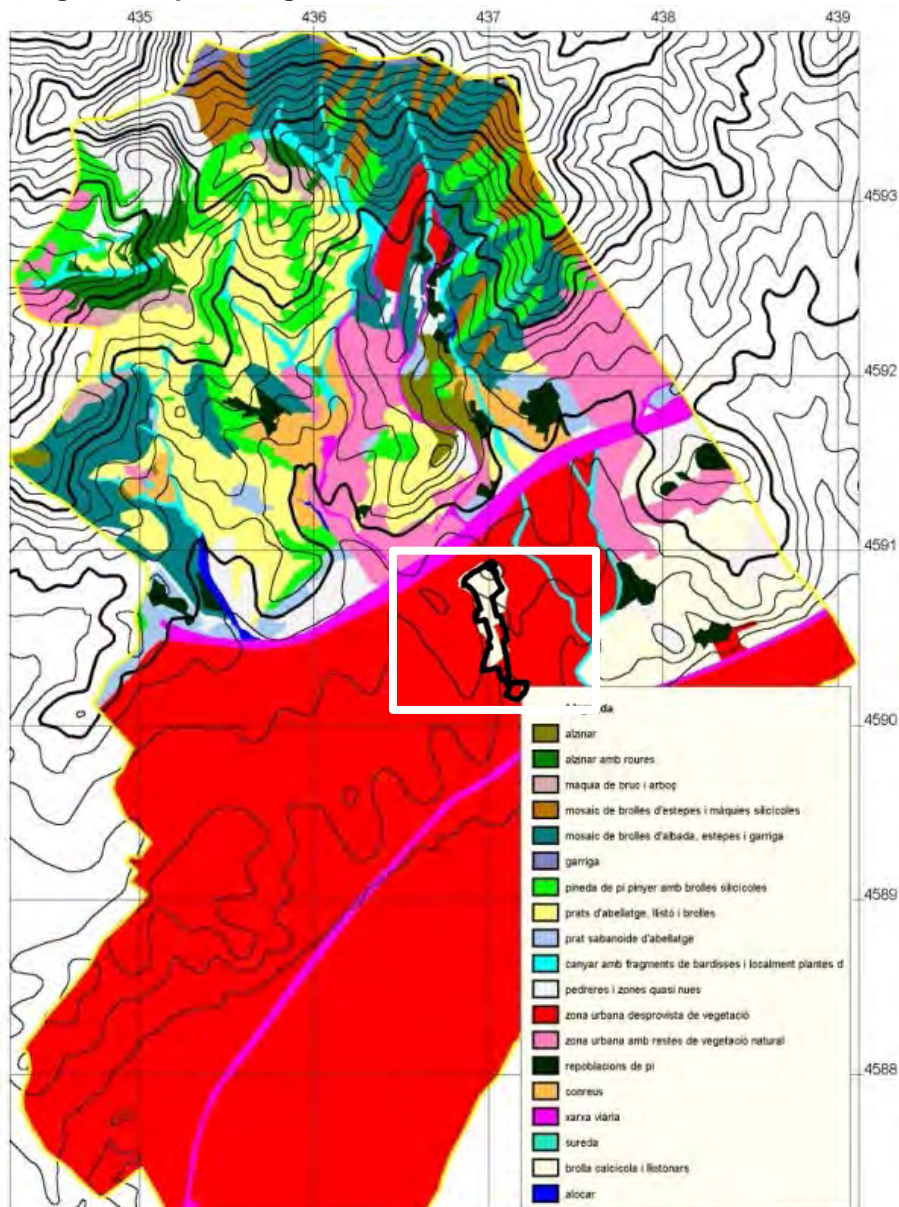 435 436 437 438 439
4593
4592
4591
4590
alzinar
alzinar amb roures
màquia de bruc i arboç
mosaic de brolles d'estepes i màquies silicícoles
mosaic de brolles d'albada, estepes i garriga
garriga
pineda de pi pinyer amb brolles silicícoles
4589
prats d'abellatge, llistó i brolles
prat sabanoide d'abellatge
canyar amb fragments de bardisses i localment plantes d
pedreres i zones quasi nues
zona urbana desprovista de vegetació
zona urbana amb restes de vegetació natural
repoblacions de pi
4588
conreus
xarxa viària
sureda
brolla calcícola i llistonars
alocar